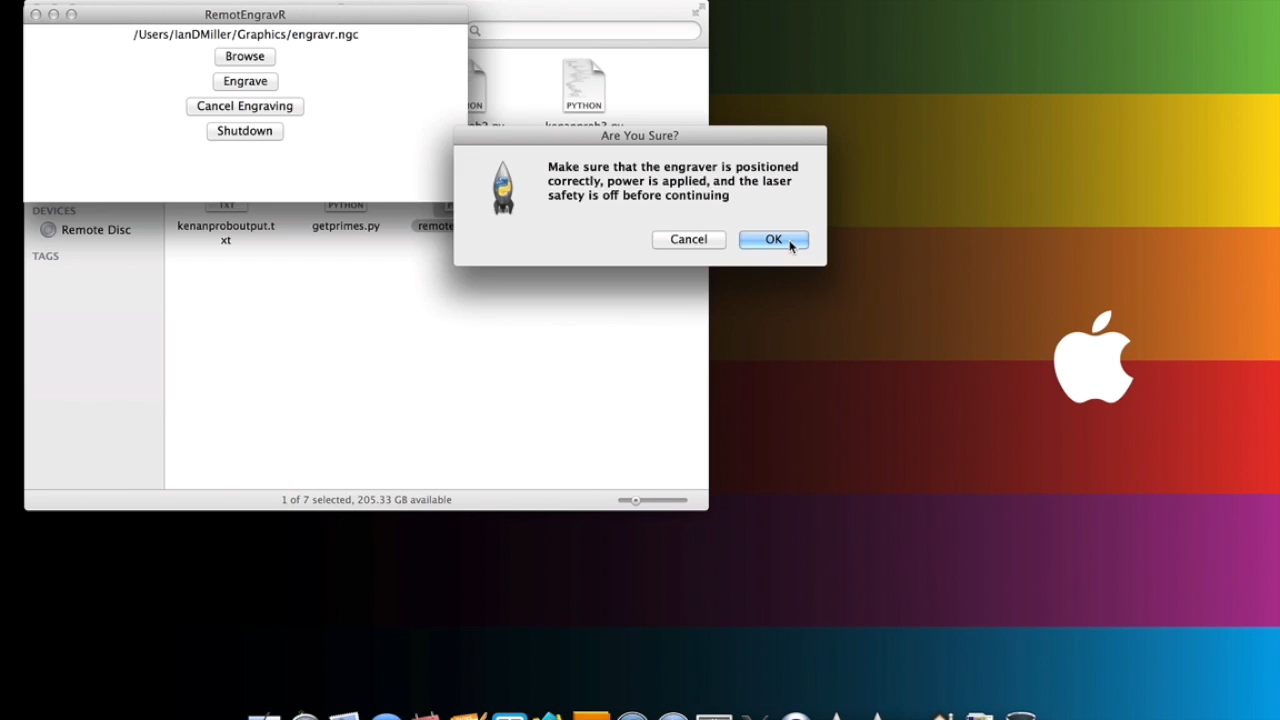 RemotEngravR
/Users/IanDMiller/Graphics/engravr.ngc
Browse
Engrave
Cancel Engraving
Shutdown
PYTHON
Are You Sure?
Make sure that the engraver is positioned
correctly, power is applied, and the laser
safety is off before continuing
Cancel
OK
DEVICES
Remote Disc
TAGS
TXT
kenanproboutput.t
xt
PYTHON
getprimes.py
remote
1 of 7 selected, 205.33 GB available